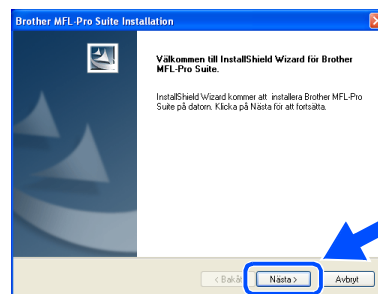 Brother MFL-Pro Suite Installation
Välkommen till InstallShield Wizard för Brother
MFL-Pro Suite.
InstallShield Wizard kommer att installera Brother MFL-Pro
Suite på datorn. Klicka på Nästa för att fortsätta.
< Bakåt Nästa > Avbryt